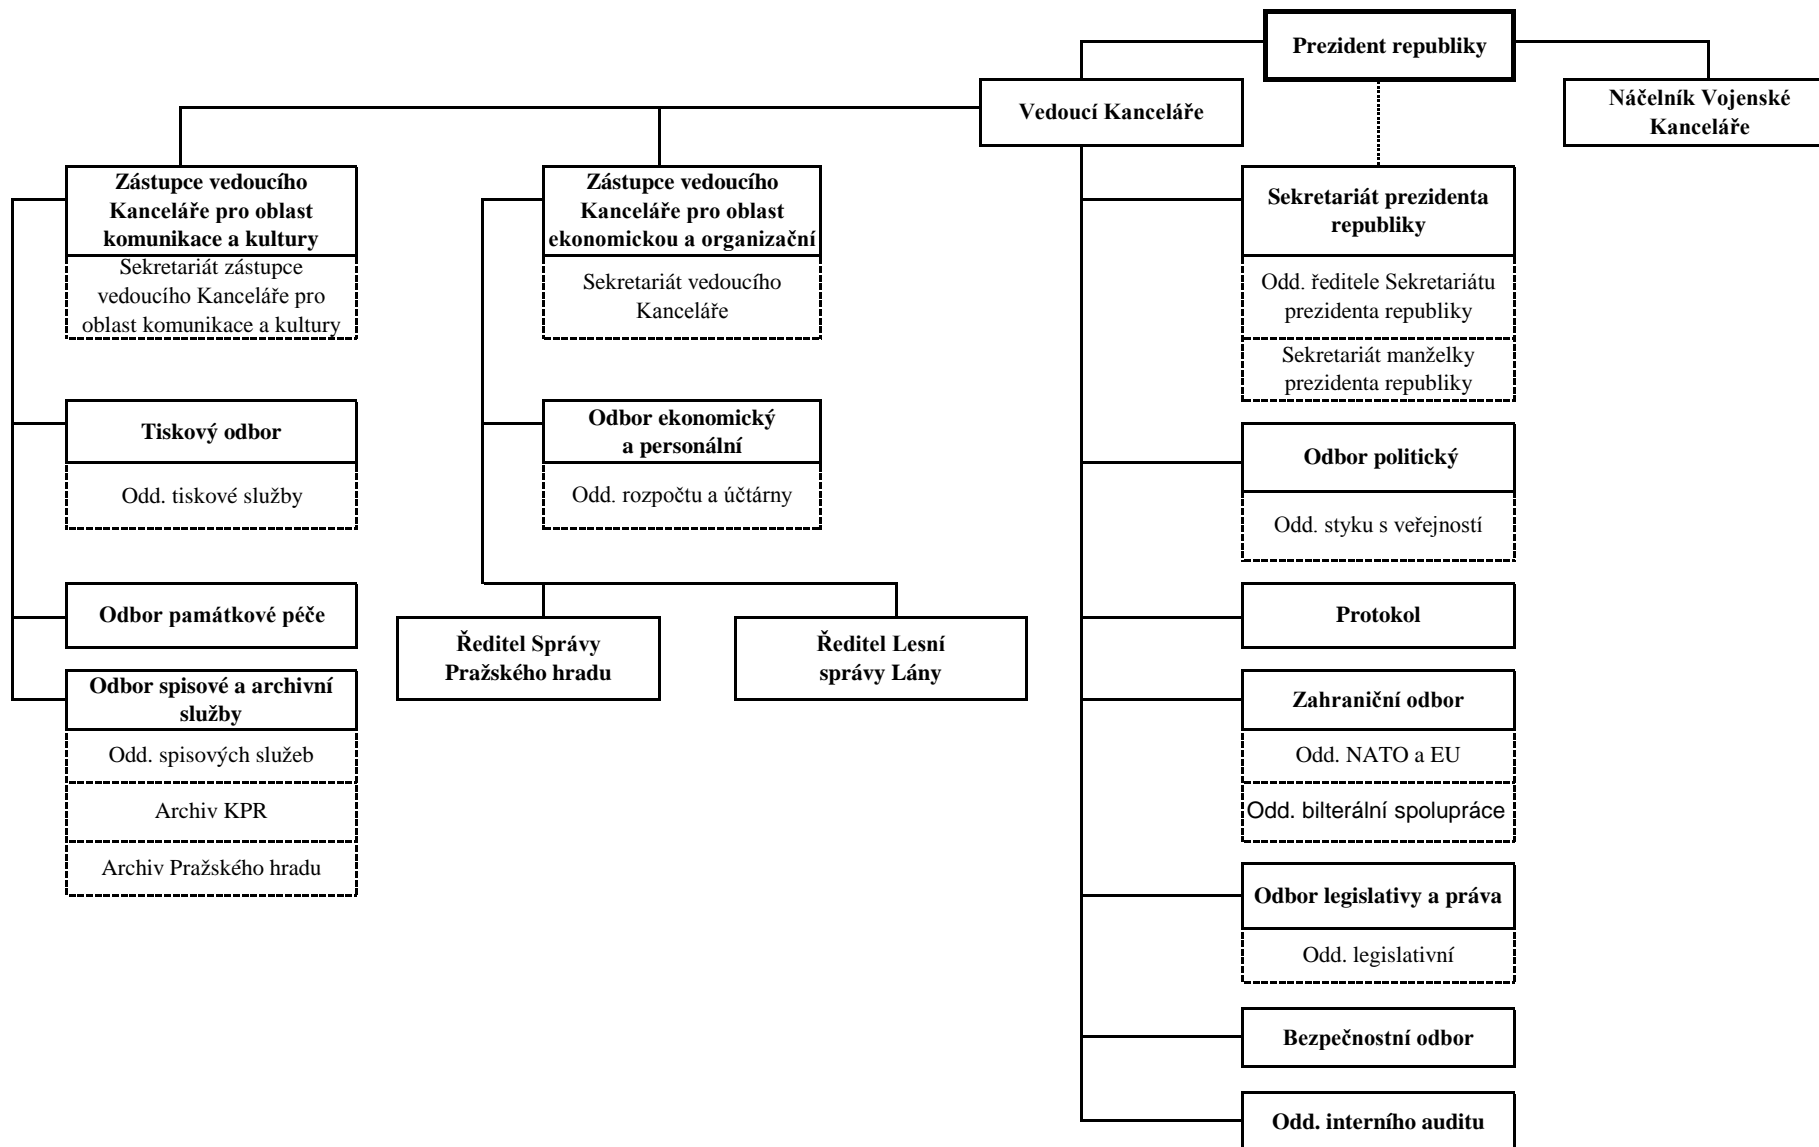 Prezident republiky
Vedoucí Kanceláře
Náčelník Vojenské
Kanceláře
Zástupce vedoucího
Kanceláře pro oblast
komunikace a kultury
Sekretariát zástupce
vedoucího Kanceláře pro
oblast komunikace a kultury
Tiskový odbor
Odd. tiskové služby
Odbor památkové péče
Odbor spisové a archivní
služby
Odd. spisových služeb
Archiv KPR
Archiv Pražského hradu
Zástupce vedoucího
Kanceláře pro oblast
ekonomickou a organizační
Sekretariát vedoucího
Kanceláře
Odbor ekonomický
a personální
Odd. rozpočtu a účtárny
Ředitel Správy
Pražského hradu
Ředitel Lesní
správy Lány
Sekretariát prezidenta
republiky
Odd. ředitele Sekretariátu
prezidenta republiky
Sekretariát manželky
prezidenta republiky
Odbor politický
Odd. styku s veřejností
Protokol
Zahraniční odbor
Odd. NATO a EU
Odd. bilterální spolupráce
Odbor legislativy a práva
Odd. legislativní
Bezpečnostní odbor
Odd. interního auditu